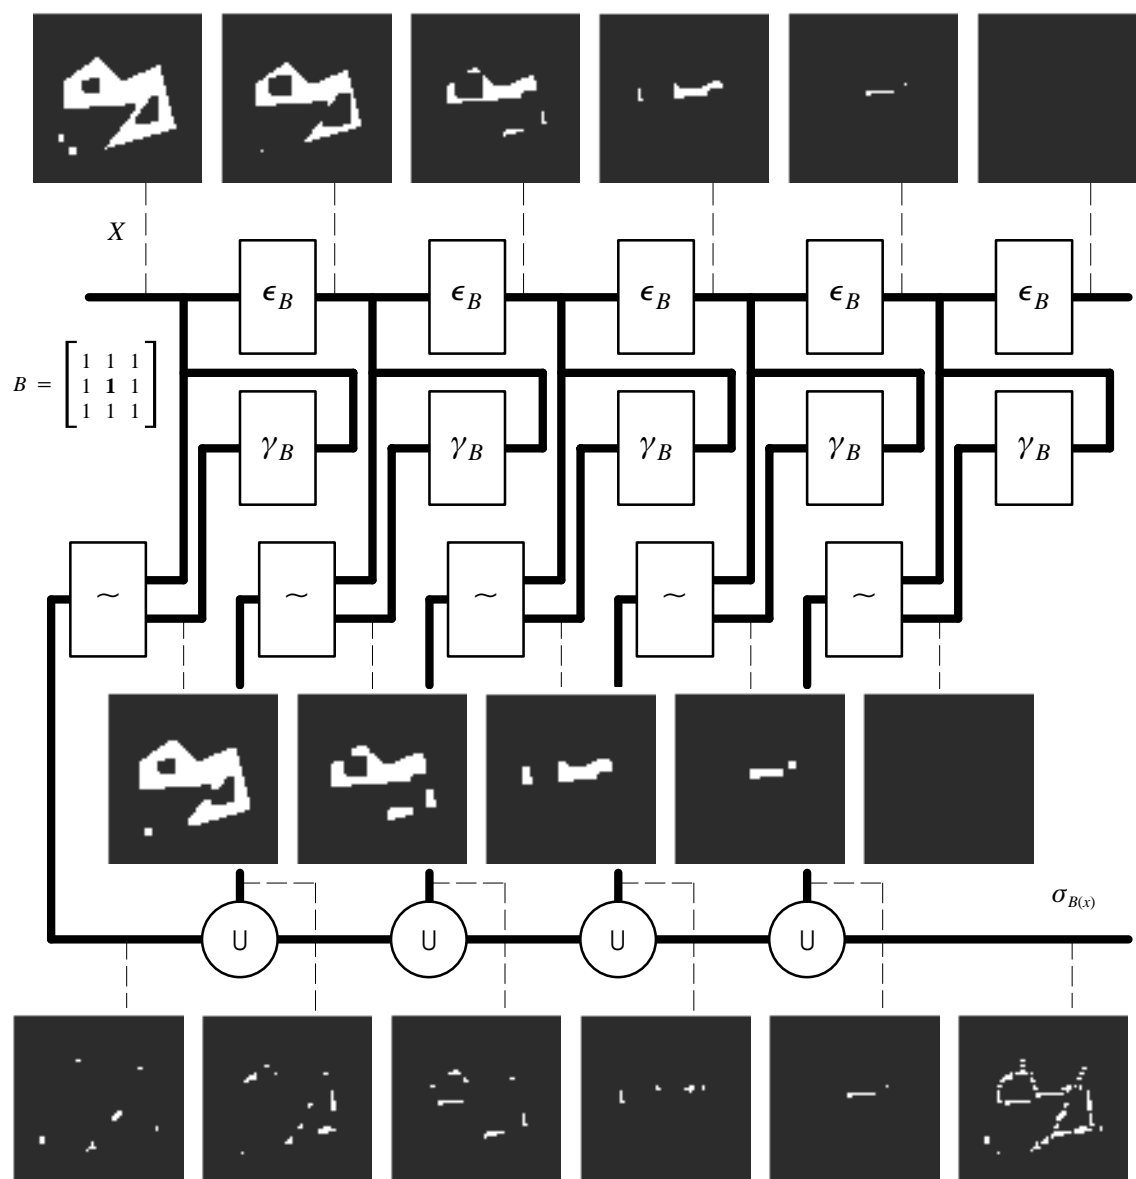 X
ϵ_B ϵ_B ϵ_B ϵ_B ϵ_B
B = [1 1 1
1 1 1
1 1 1]
γ_B γ_B γ_B γ_B γ_B
~ ~ ~ ~ ~
σ_B(x)
∪ ∪ ∪ ∪